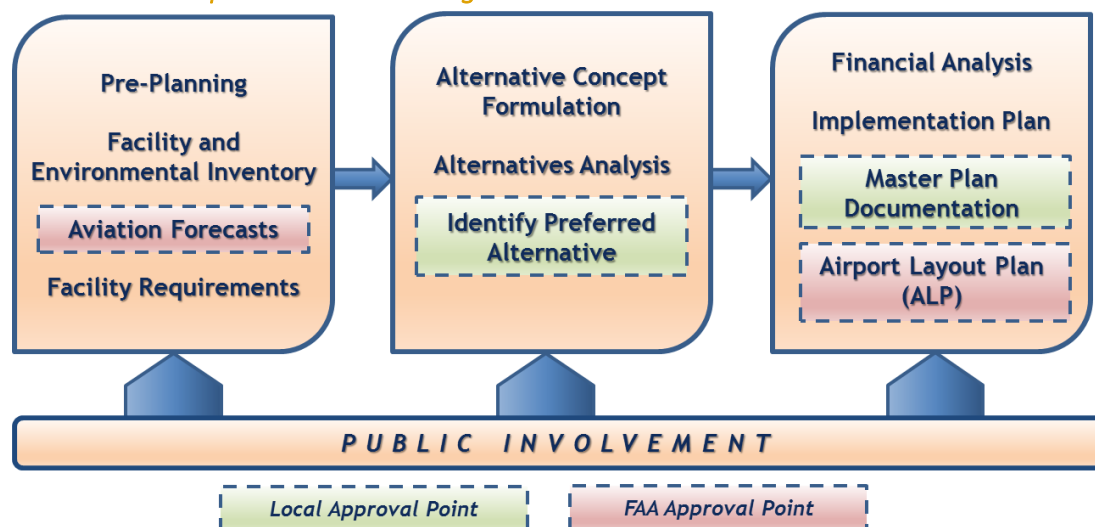 Pre-Planning
Facility and
Environmental Inventory
Aviation Forecasts
Facility Requirements
Alternative Concept
Formulation
Alternatives Analysis
Identify Preferred
Alternative
Financial Analysis
Implementation Plan
Master Plan
Documentation
Airport Layout Plan
(ALP)
PUBLIC INVOLVEMENT
Local Approval Point
FAA Approval Point